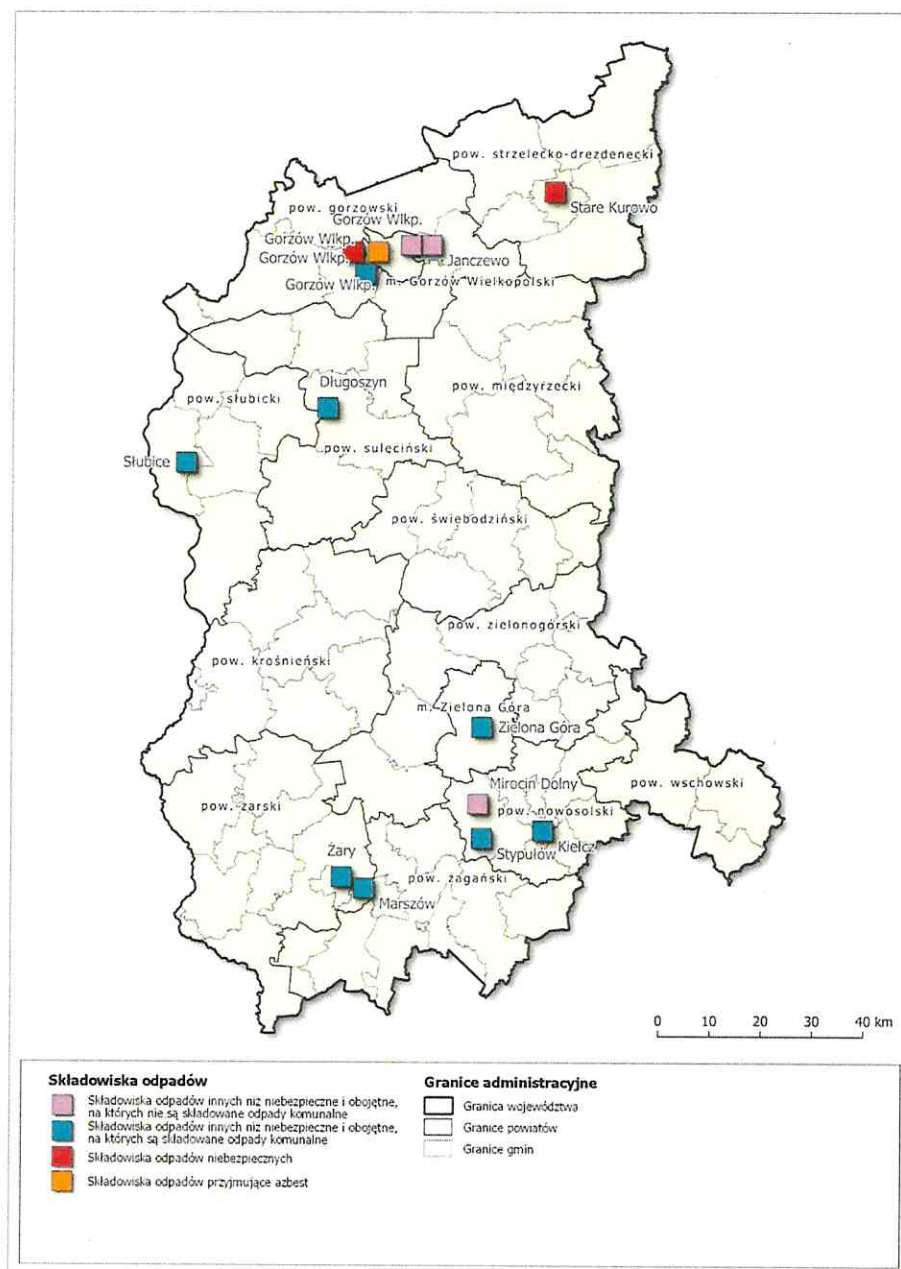 pow. strzelecko-drezdenecki
Stare Kurowo
pow. gorzowski
Gorzów Wlkp.
Gorzów Wlkp.
Gorzów Wlkp.
Gorzów Wlkp.
Janczewo
m. Gorzów Wielkopolski
Długoszyn
pow. słubicki
pow. międzyrzecki
Słubice
pow. sulęciński
pow. świebodziński
pow. zielonogórski
pow. krośnieński
m. Zielona Góra
Zielona Góra
Mirocin Dolny
pow. wschowski
pow. żarski
pow. nowosolski
Stypułów
Kiełcz
Żary
pow. żagański
Marszów
0 10 20 30 40 km
Składowiska odpadów
Składowiska odpadów innych niż niebezpieczne i obojętne,
na których nie są składowane odpady komunalne
Składowiska odpadów innych niż niebezpieczne i obojętne,
na których są składowane odpady komunalne
Składowiska odpadów niebezpiecznych
Składowiska odpadów przyjmujące azbest
Granice administracyjne
Granica województwa
Granice powiatów
Granice gmin